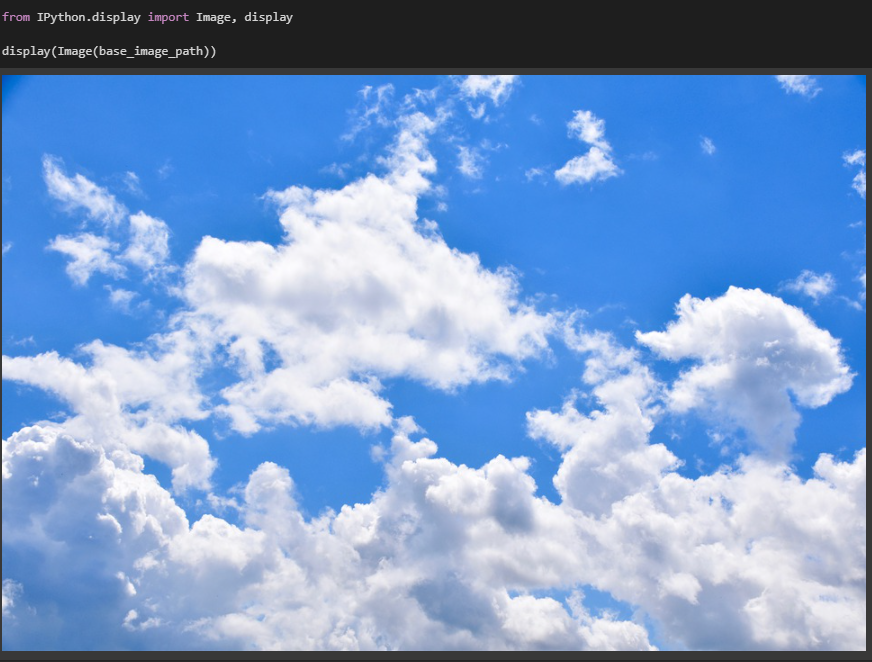 from IPython.display import Image, display
display(Image(base_image_path))